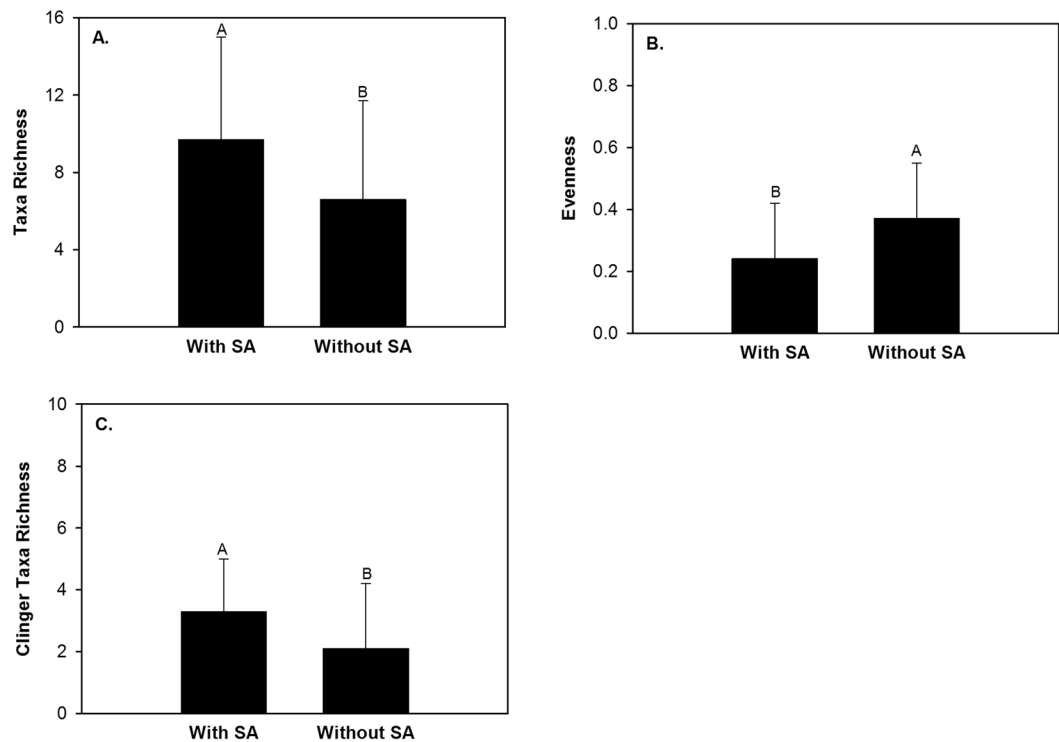 A.
Taxa Richness
16
12
8
4
0
A
B
With SA Without SA
B.
Evenness
1.0
0.8
0.6
0.4
0.2
0.0
B
A
With SA Without SA
C.
Clinger Taxa Richness
10
8
6
4
2
0
A
B
With SA Without SA